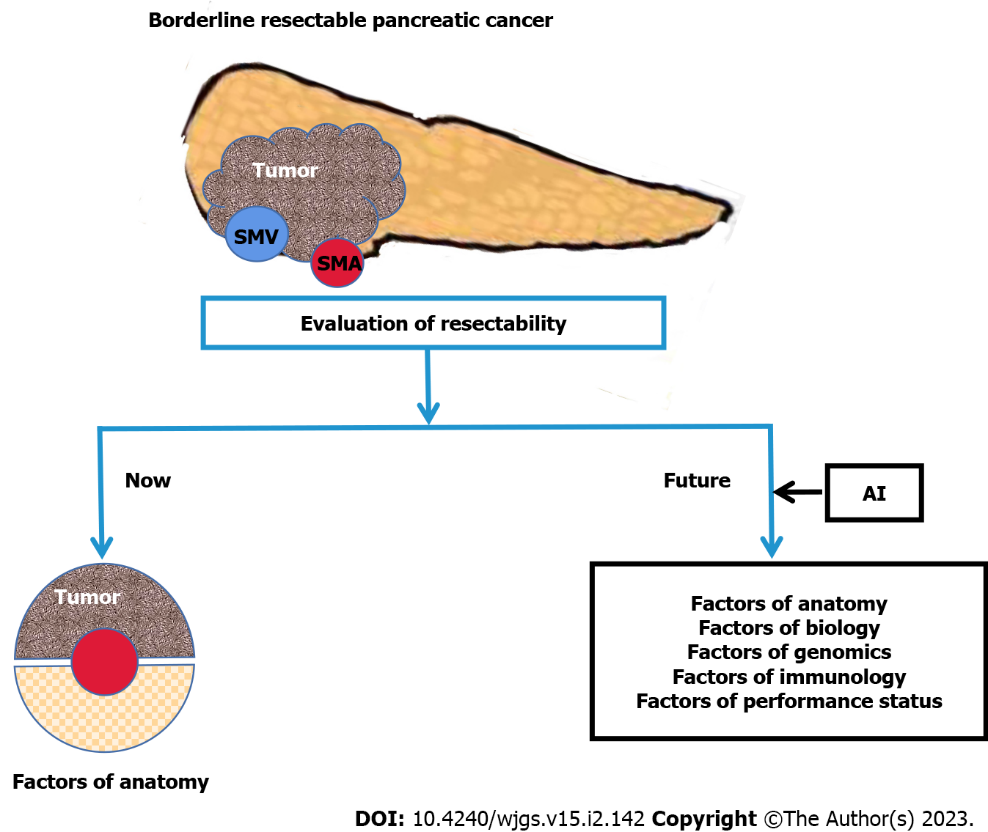 Borderline resectable pancreatic cancer
Tumor
SMV
SMA
Evaluation of resectability
Now
Future
AI
Tumor
Factors of anatomy
Factors of anatomy
Factors of biology
Factors of genomics
Factors of immunology
Factors of performance status
DOI: 10.4240/wjgs.v15.i2.142 Copyright ©The Author(s) 2023.